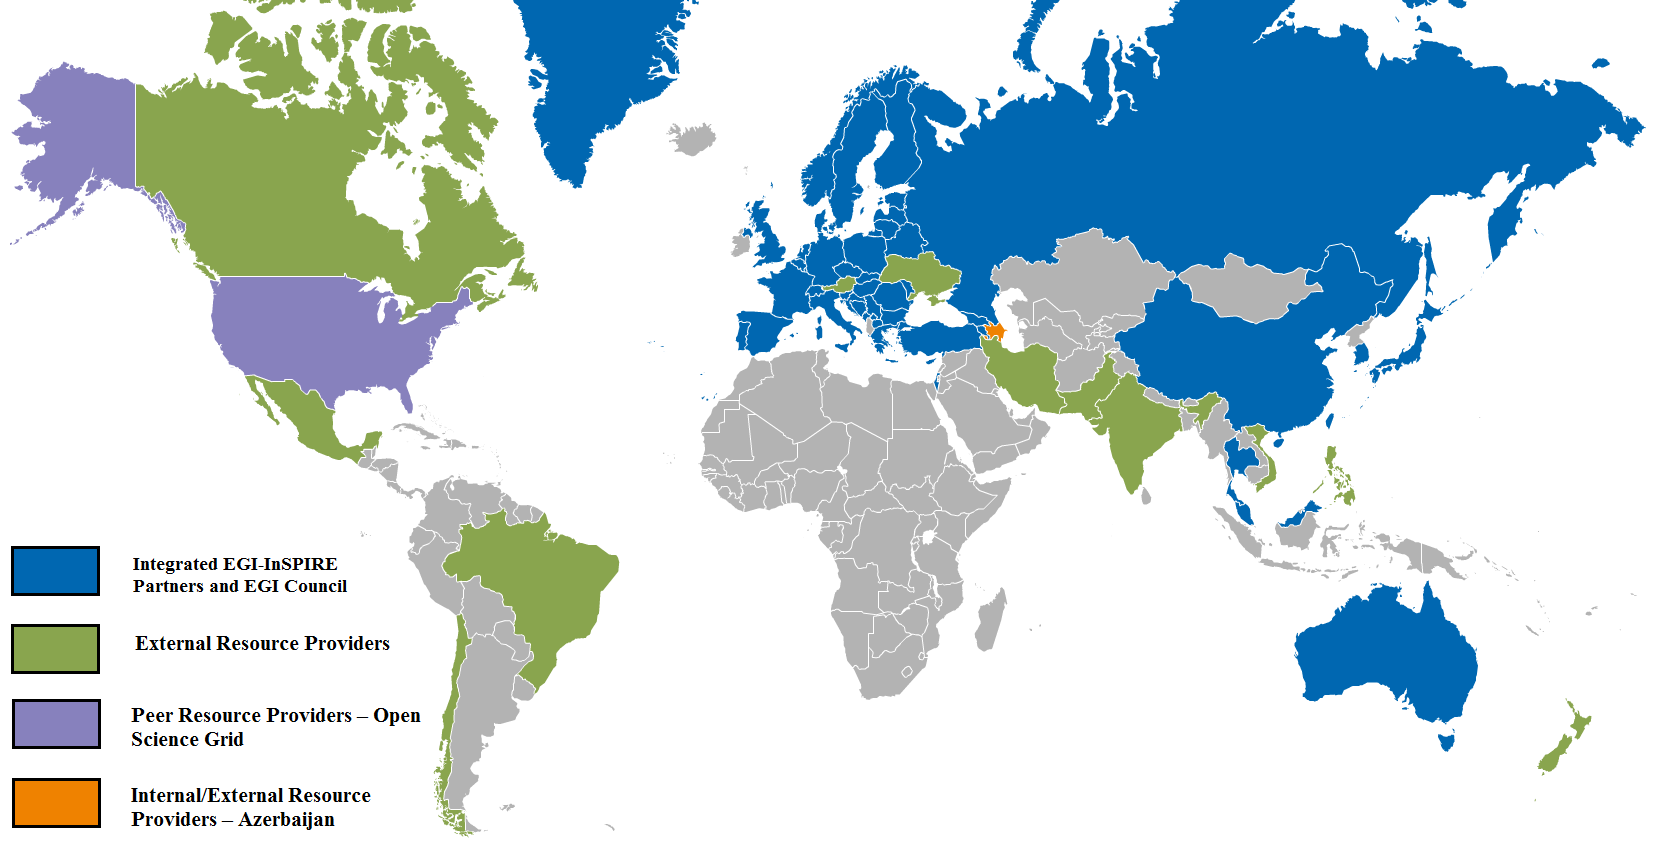 Integrated EGI-InSPIRE
Partners and EGI Council
External Resource Providers
Peer Resource Providers – Open
Science Grid
Internal/External Resource
Providers – Azerbaijan